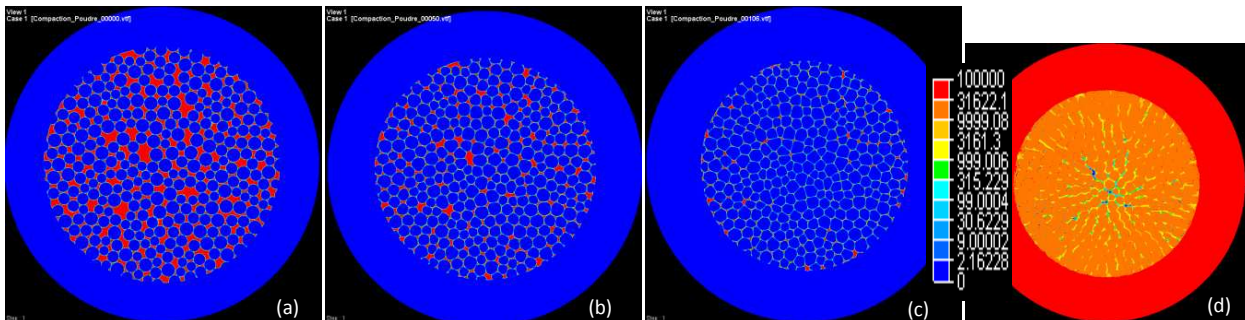 View 1
Case 1 [Compaction_Poudre_00000.vtf]
(a)
View 1
Case 1 [Compaction_Poudre_00050.vtf]
(b)
View 1
Case 1 [Compaction_Poudre_00106.vtf]
(c)
100000
31622.1
9999.08
3161.3
999.006
315.229
99.0004
30.6229
9.00002
2.16228
0
(d)